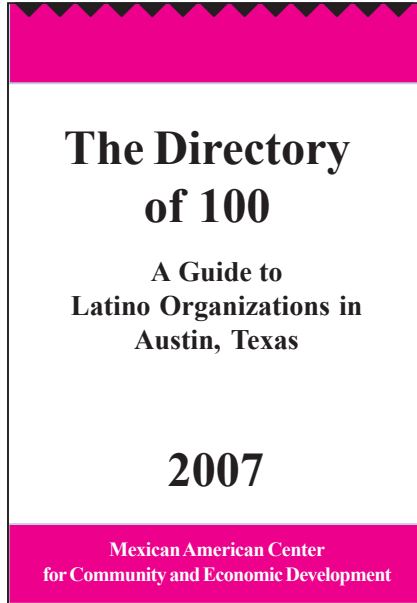 The Directory
of 100
A Guide to
Latino Organizations in
Austin, Texas
2007
Mexican American Center
for Community and Economic Development